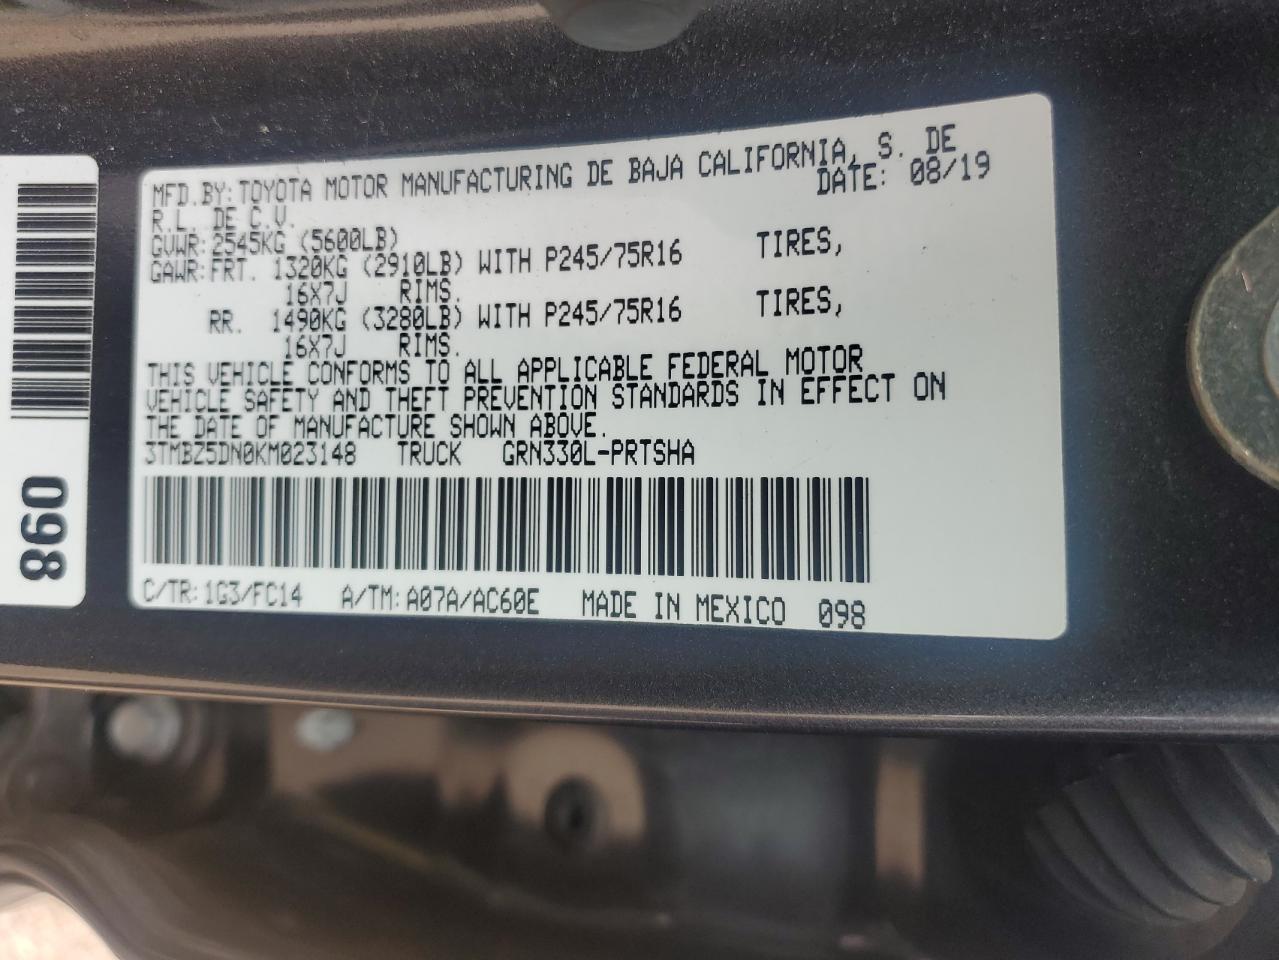 MFD.BY: TOYOTA MOTOR MANUFACTURING DE BAJA CALIFORNIA, S. DE
R.L. DE C.V. DATE: 08/19
GVWR: 2545KG (5600LB)
GAWR: FRT. 1320KG (2910LB) WITH P245/75R16 TIRES,
16X7J RIMS.
RR. 1490KG (3280LB) WITH P245/75R16 TIRES,
16X7J RIMS.
THIS VEHICLE CONFORMS TO ALL APPLICABLE FEDERAL MOTOR
VEHICLE SAFETY AND THEFT PREVENTION STANDARDS IN EFFECT ON
THE DATE OF MANUFACTURE SHOWN ABOVE.
3TMBZ5DN0KM023148 TRUCK GRN330L-PRTSHA
C/TR: 1G3/FC14 A/TM: A07A/AC60E MADE IN MEXICO 098
098